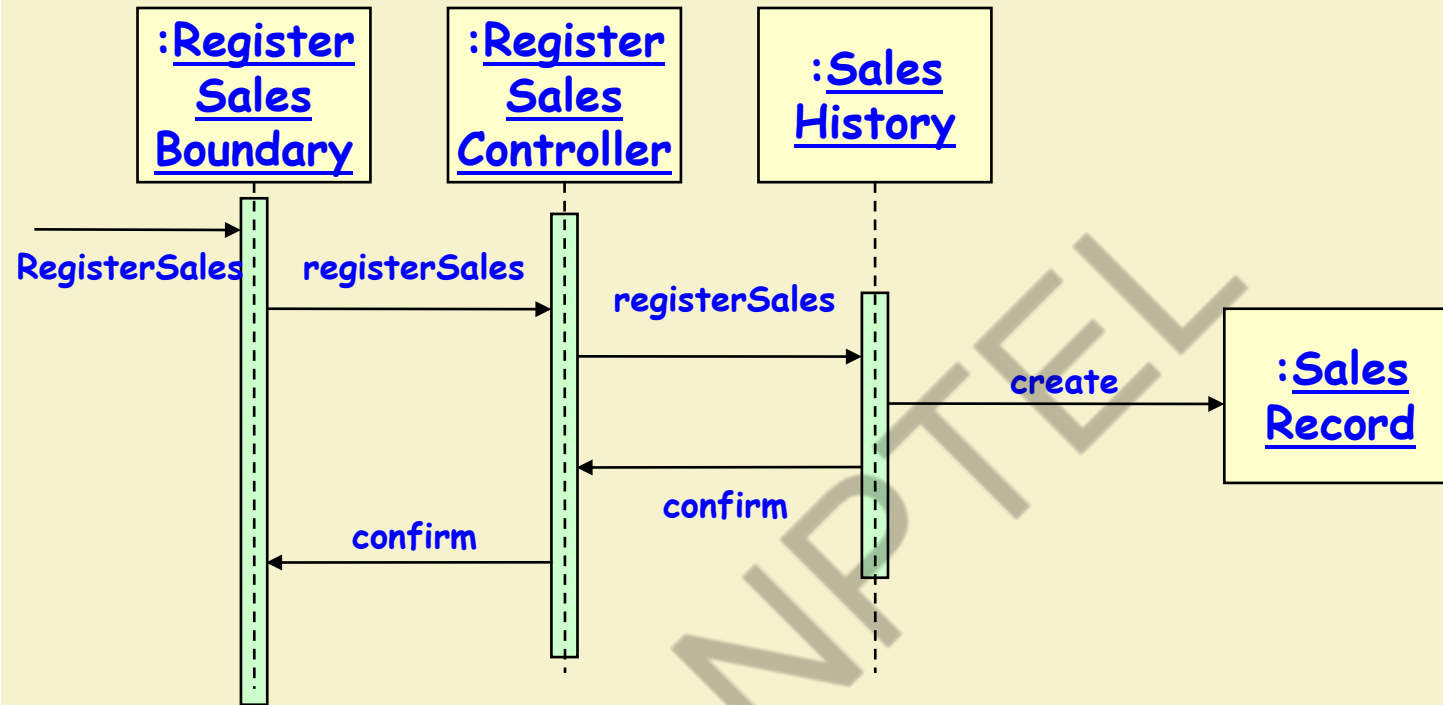 :Register
Sales
Boundary
:Register
Sales
Controller
:Sales
History
RegisterSales
registerSales
registerSales
create
:Sales
Record
confirm
confirm
NPTEL